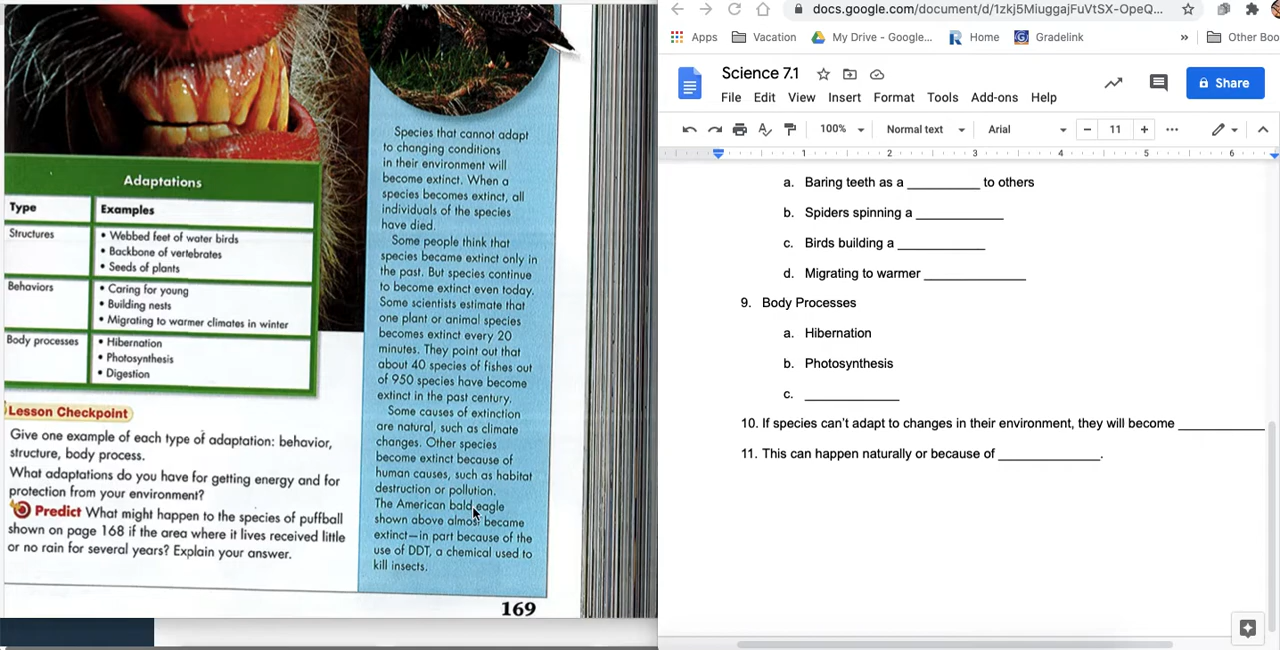 Adaptations
Type Examples
Structures
• Webbed feet of water birds
• Backbone of vertebrates
• Seeds of plants
Behaviors
• Caring for young
• Building nests
• Migrating to warmer climates in winter
Body processes
• Hibernation
• Photosynthesis
• Digestion
Lesson Checkpoint
Give one example of each type of adaptation: behavior,
structure, body process.
What adaptations do you have for getting energy and for
protection from your environment?
Predict What might happen to the species of puffball
shown on page 168 if the area where it lives received little
or no rain for several years? Explain your answer.
Species that cannot adapt
to changing conditions
in their environment will
become extinct. When a
species becomes extinct, all
individuals of the species
have died.
Some people think that
species became extinct only in
the past. But species continue
to become extinct even today.
Some scientists estimate that
one plant or animal species
becomes extinct every 20
minutes. They point out that
about 40 species of fishes out
of 950 species have become
extinct in the past century.
Some causes of extinction
are natural, such as climate
changes. Other species
become extinct because of
human causes, such as habitat
destruction or pollution.
The American bald eagle
shown above almost became
extinct—in part because of the
use of DDT, a chemical used to
kill insects.
169
docs.google.com/document/d/1zkj5MiuggajFuVtSX-OpeQ...
Apps Vacation My Drive - Google... Home Gradelink » Other Boo
Science 7.1
File Edit View Insert Format Tools Add-ons Help
Share
100% Normal text Arial 11
1 2 3 4 5 6
a. Baring teeth as a __________ to others
b. Spiders spinning a ____________
c. Birds building a ____________
d. Migrating to warmer ______________
9. Body Processes
a. Hibernation
b. Photosynthesis
c. _____________
10. If species can't adapt to changes in their environment, they will become ____________
11. This can happen naturally or because of ______________.